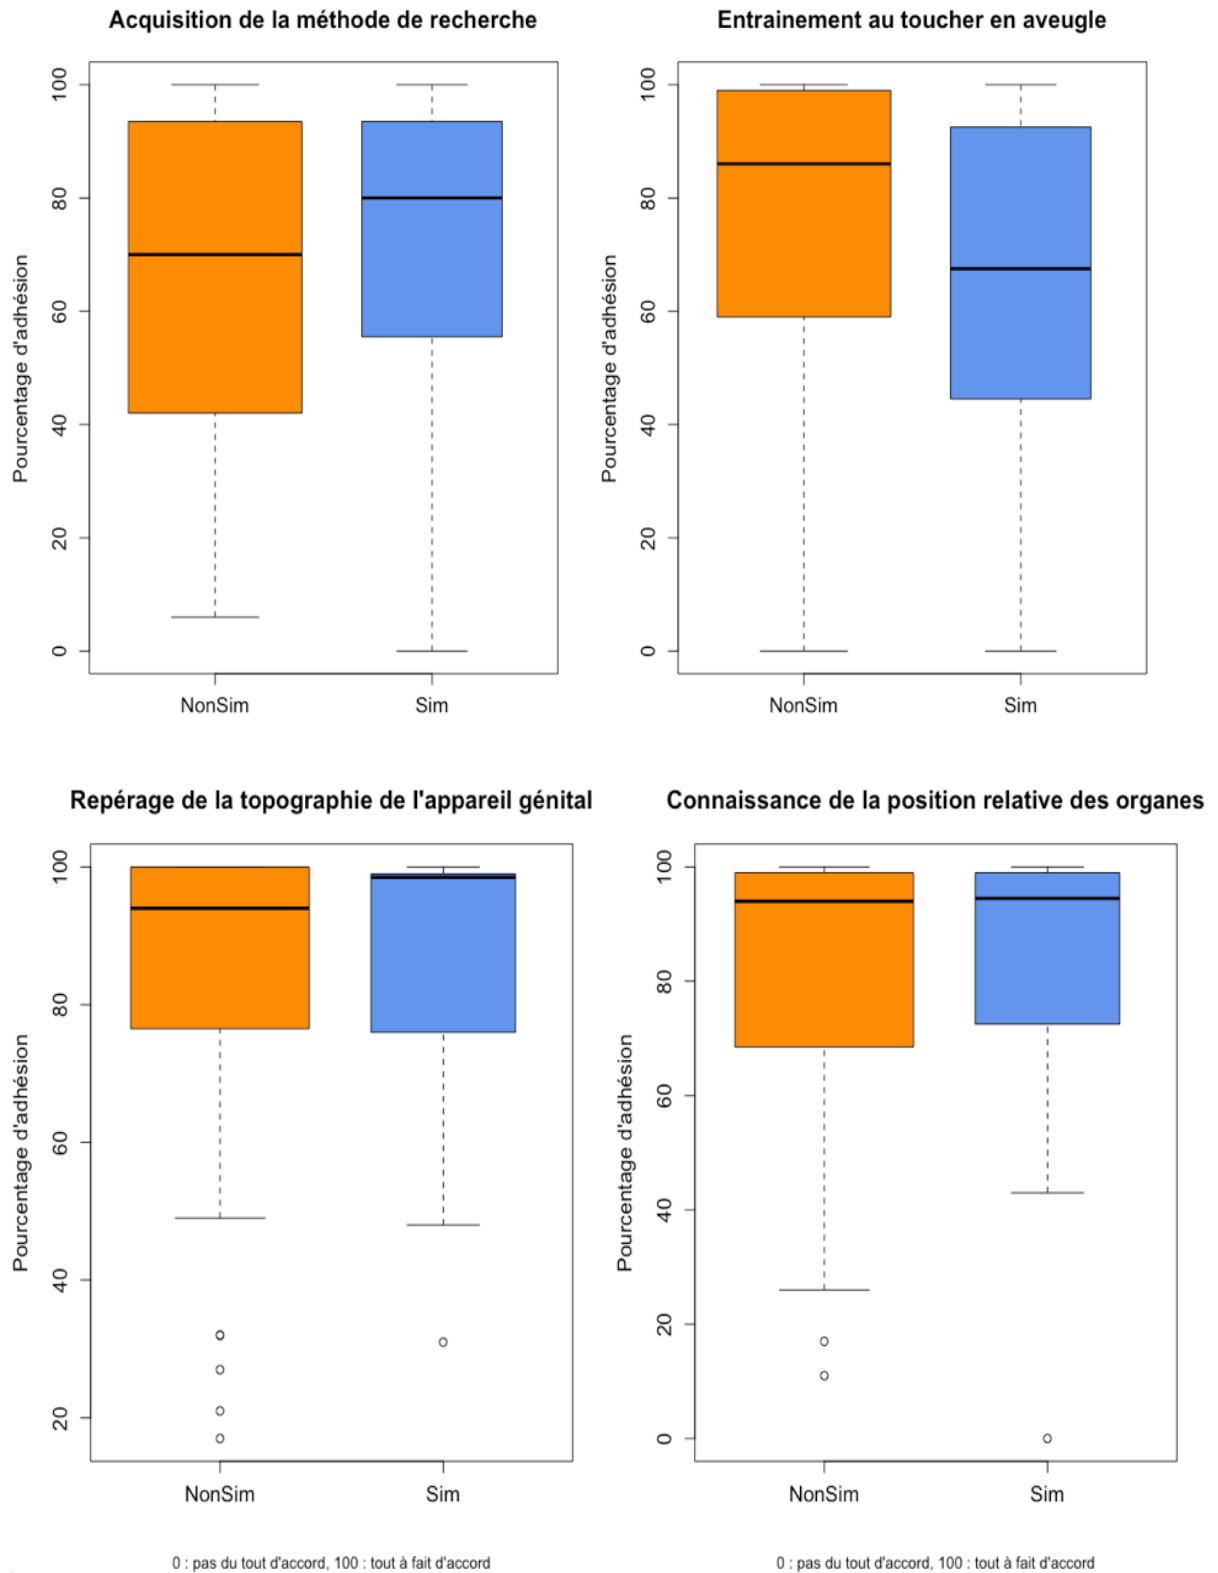 Acquisition de la méthode de recherche
Pourcentage d'adhésion
100
80
60
40
20
0
NonSim Sim
Entrainement au toucher en aveugle
Pourcentage d'adhésion
100
80
60
40
20
0
NonSim Sim
Repérage de la topographie de l'appareil génital
Pourcentage d'adhésion
100
80
60
40
20
NonSim Sim
0 : pas du tout d'accord, 100 : tout à fait d'accord
Connaissance de la position relative des organes
Pourcentage d'adhésion
100
80
60
40
20
0
NonSim Sim
0 : pas du tout d'accord, 100 : tout à fait d'accord